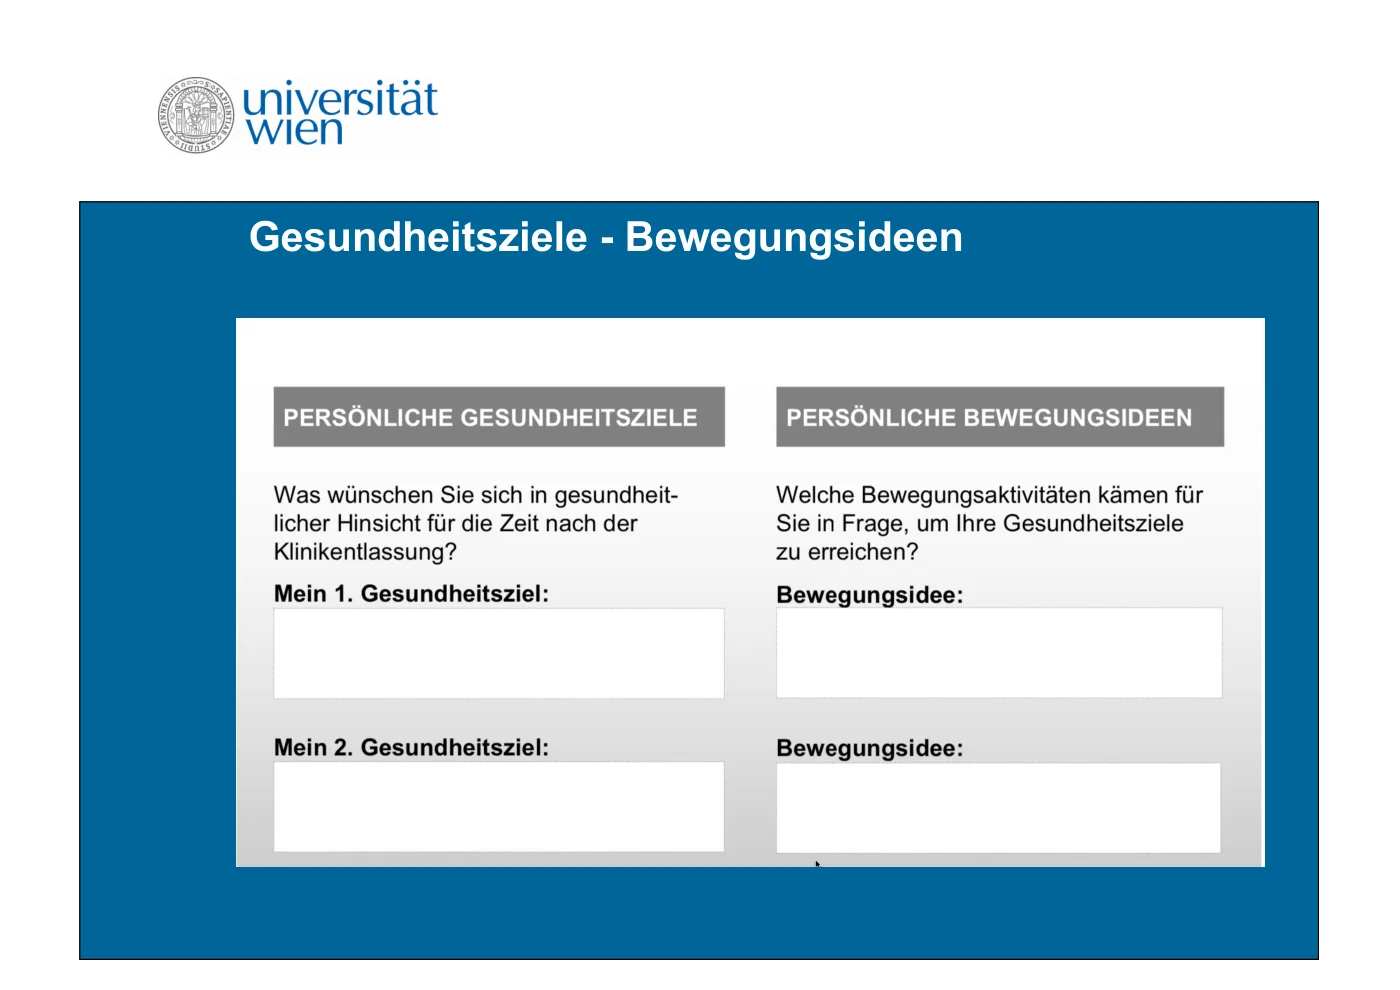 universität
wien
Gesundheitsziele - Bewegungsideen
PERSÖNLICHE GESUNDHEITSZIELE
Was wünschen Sie sich in gesundheit-
licher Hinsicht für die Zeit nach der
Klinikentlassung?
Mein 1. Gesundheitsziel:
Mein 2. Gesundheitsziel:
PERSÖNLICHE BEWEGUNGSIDEEN
Welche Bewegungsaktivitäten kämen für
Sie in Frage, um Ihre Gesundheitsziele
zu erreichen?
Bewegungsidee:
Bewegungsidee: